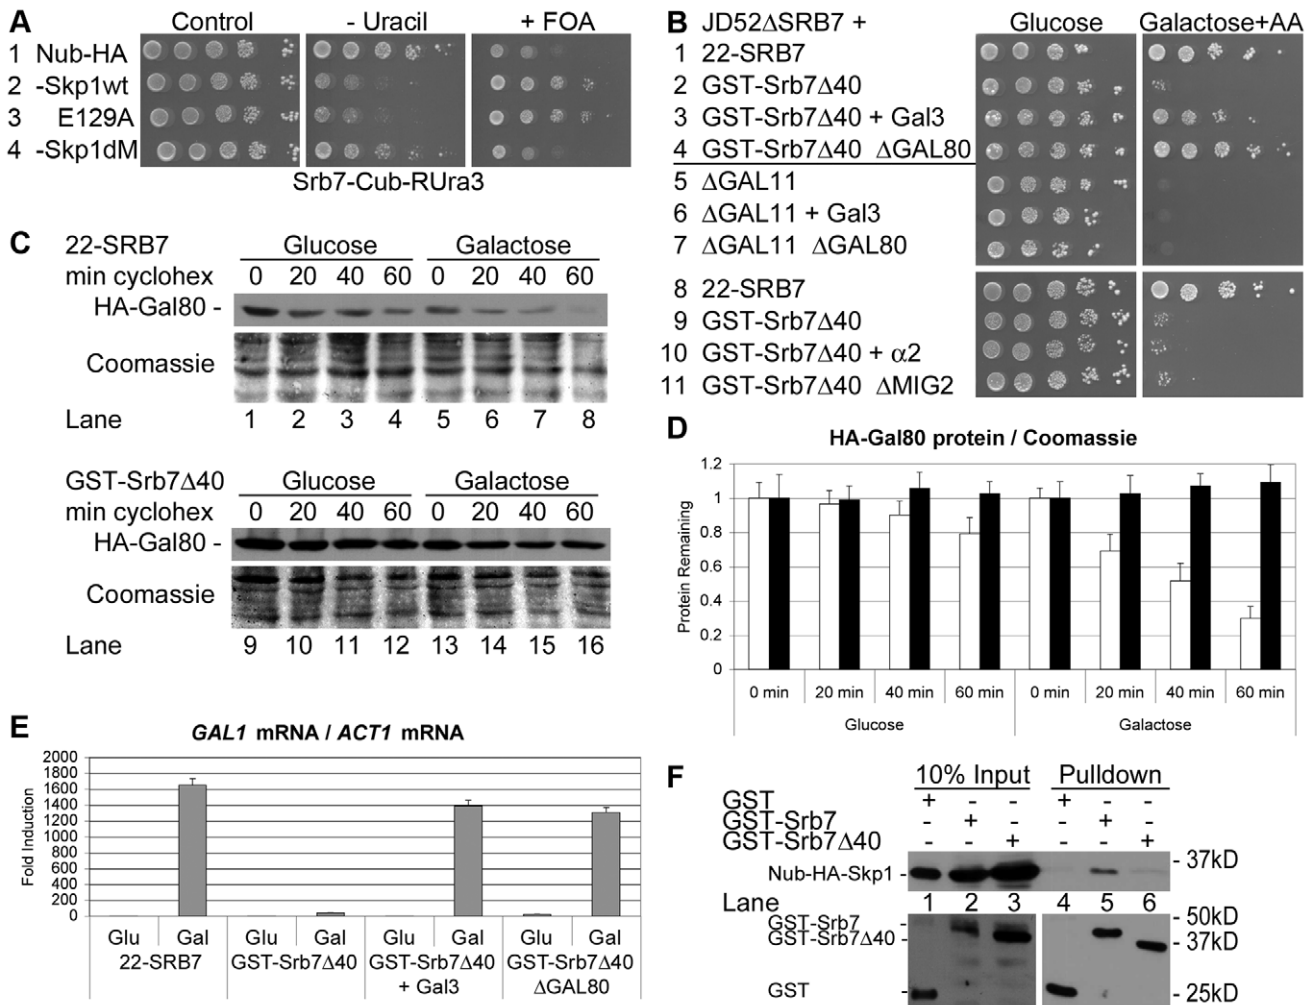 A
Control - Uracil + FOA
1 Nub-HA
2 -Skp1wt
3 E129A
4 -Skp1dM
Srb7-Cub-RUra3
B
JD52ΔSRB7 + Glucose Galactose+AA
1 22-SRB7
2 GST-Srb7Δ40
3 GST-Srb7Δ40 + Gal3
4 GST-Srb7Δ40 ΔGAL80
5 ΔGAL11
6 ΔGAL11 + Gal3
7 ΔGAL11 ΔGAL80
8 22-SRB7
9 GST-Srb7Δ40
10 GST-Srb7Δ40 + α2
11 GST-Srb7Δ40 ΔMIG2
C
22-SRB7 Glucose Galactose
min cyclohex 0 20 40 60 0 20 40 60
HA-Gal80 -
Coomassie
Lane 1 2 3 4 5 6 7 8
GST-Srb7Δ40 Glucose Galactose
min cyclohex 0 20 40 60 0 20 40 60
HA-Gal80 -
Coomassie
Lane 9 10 11 12 13 14 15 16
D
HA-Gal80 protein / Coomassie
Protein Remaining
1.2
1
0.8
0.6
0.4
0.2
0
0 min 20 min 40 min 60 min 0 min 20 min 40 min 60 min
Glucose Galactose
E
GAL1 mRNA / ACT1 mRNA
Fold Induction
2000
1800
1600
1400
1200
1000
800
600
400
200
0
Glu Gal Glu Gal Glu Gal Glu Gal
22-SRB7 GST-Srb7Δ40 GST-Srb7Δ40 GST-Srb7Δ40
+ Gal3 ΔGAL80
F
10% Input Pulldown
GST + - - + - -
GST-Srb7 - + - - + -
GST-Srb7Δ40 - - + - - +
Nub-HA-Skp1 - - 37kD
Lane 1 2 3 4 5 6
GST-Srb7 - - 50kD
GST-Srb7Δ40 - - 37kD
GST - - 25kD